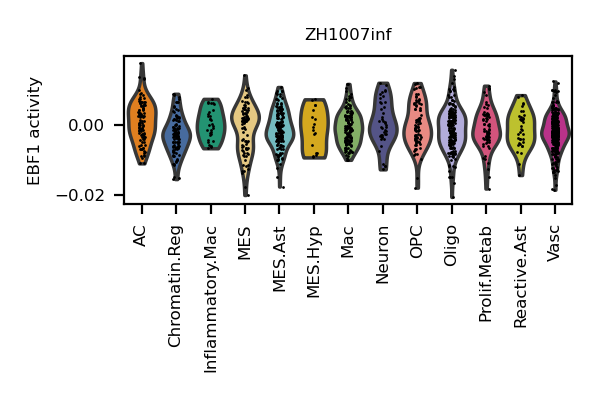 ZH1007inf
EBF1 activity
0.00
−0.02
AC
Chromatin.Reg
Inflammatory.Mac
MES
MES.Ast
MES.Hyp
Mac
Neuron
OPC
Oligo
Prolif.Metab
Reactive.Ast
Vasc